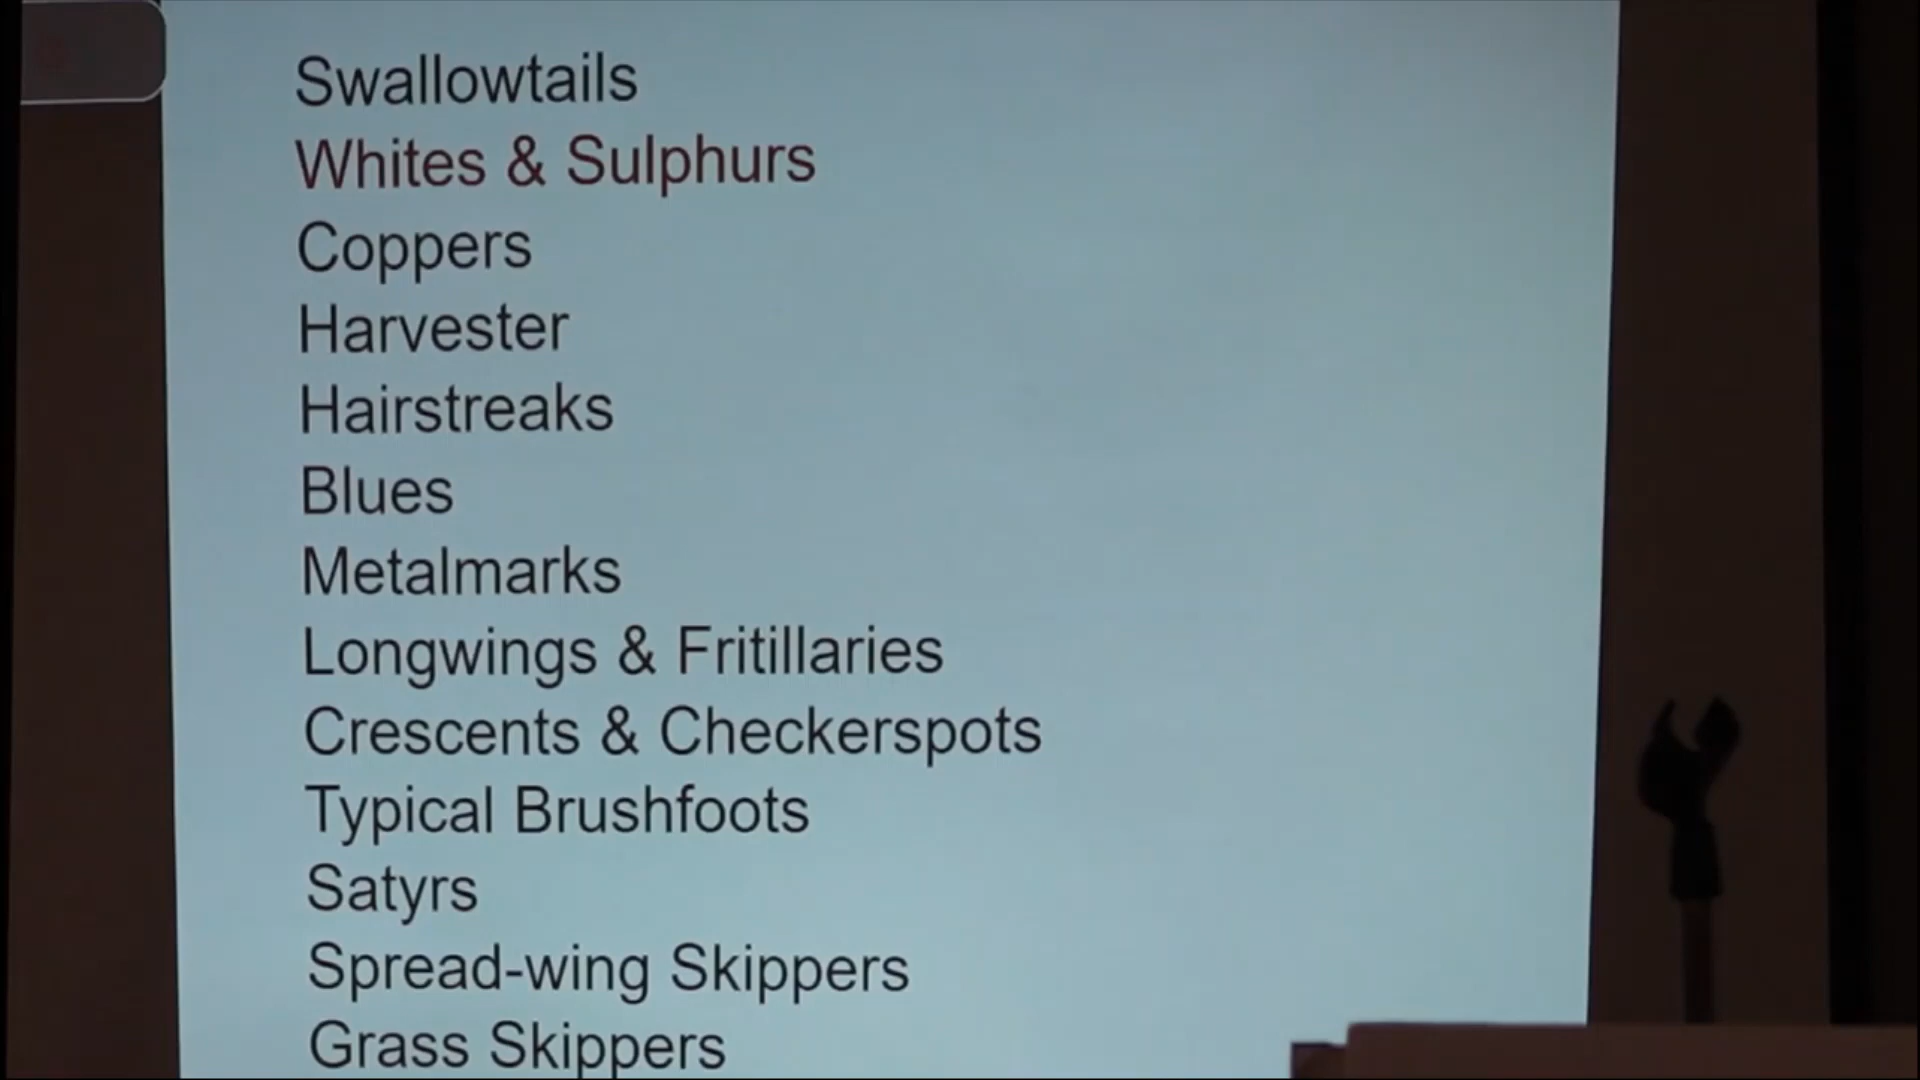 Swallowtails
Whites & Sulphurs
Coppers
Harvester
Hairstreaks
Blues
Metalmarks
Longwings & Fritillaries
Crescents & Checkerspots
Typical Brushfoots
Satyrs
Spread-wing Skippers
Grass Skippers